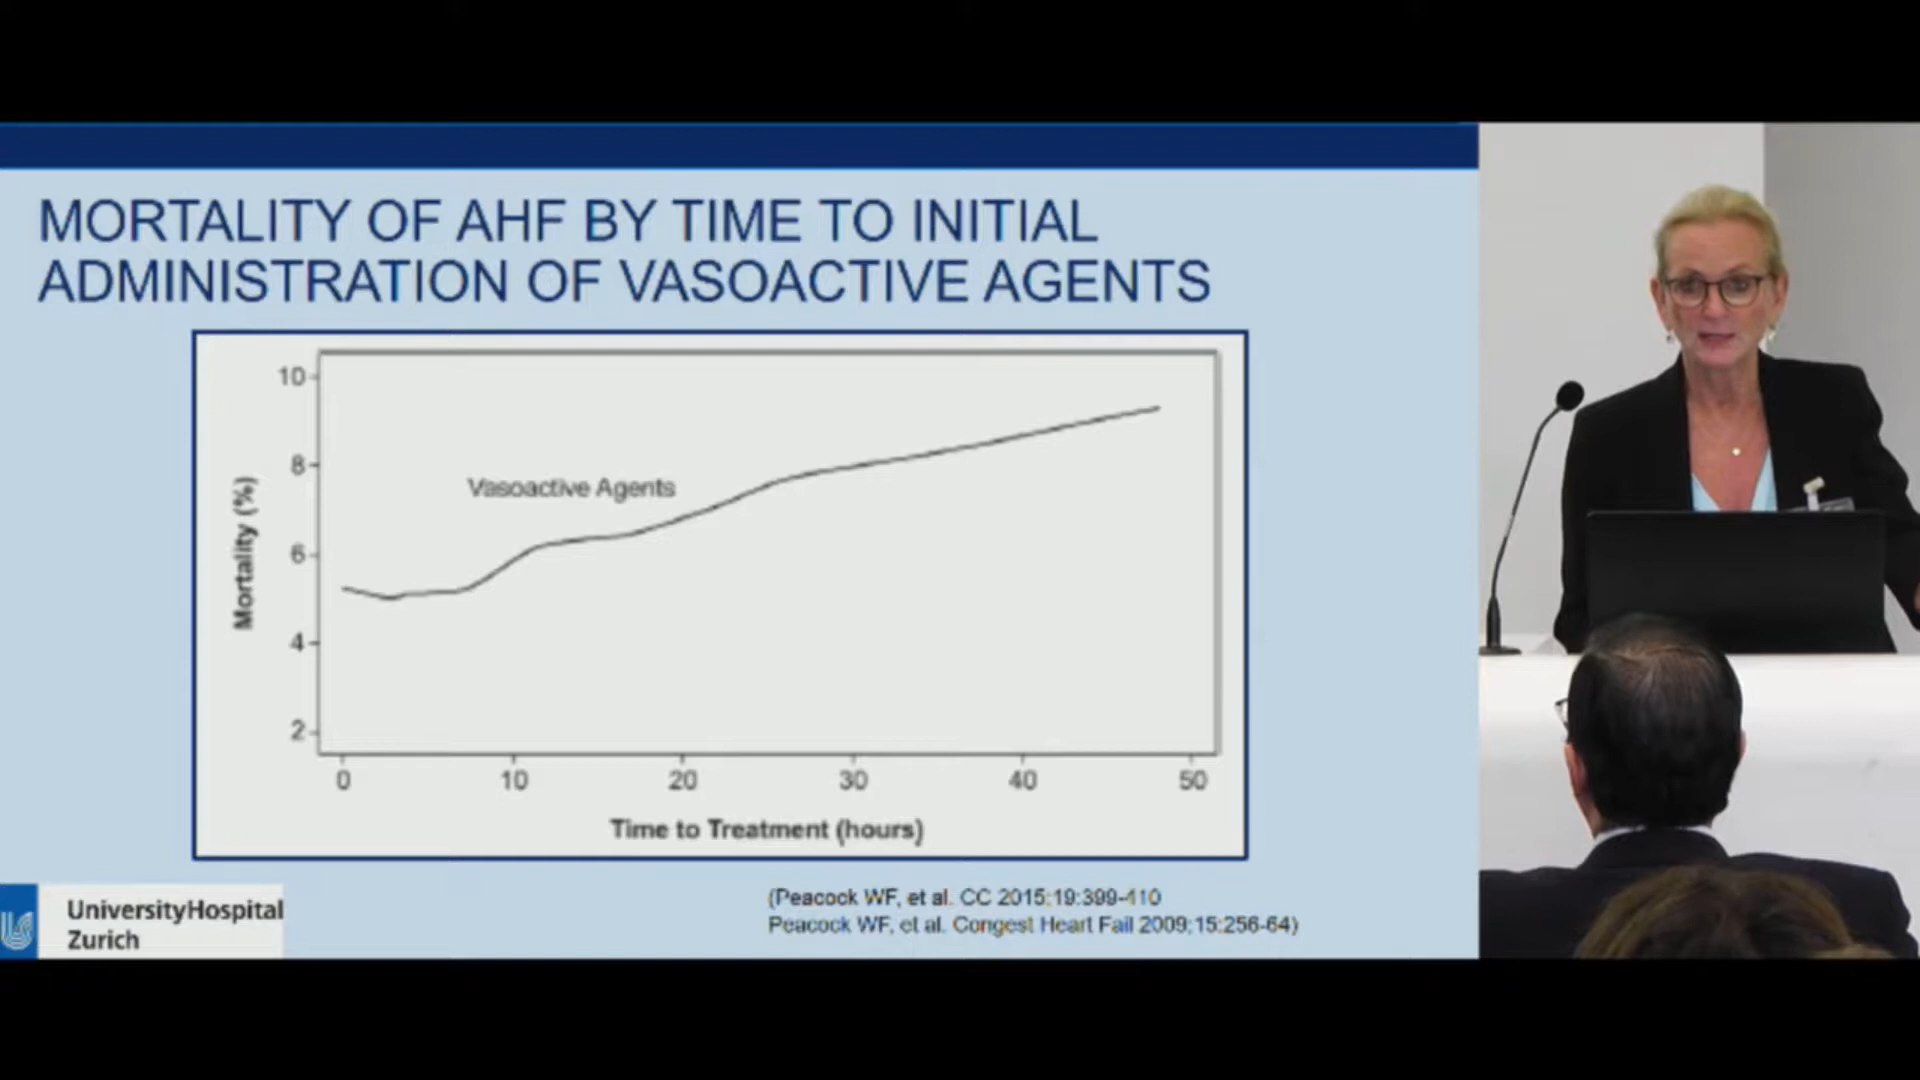 MORTALITY OF AHF BY TIME TO INITIAL
ADMINISTRATION OF VASOACTIVE AGENTS
10
8
6
4
2
Mortality (%)
Vasoactive Agents
0 10 20 30 40 50
Time to Treatment (hours)
UniversityHospital
Zurich
(Peacock WF, et al. CC 2015;19:399-410
Peacock WF, et al. Congest Heart Fail 2009;15:256-64)